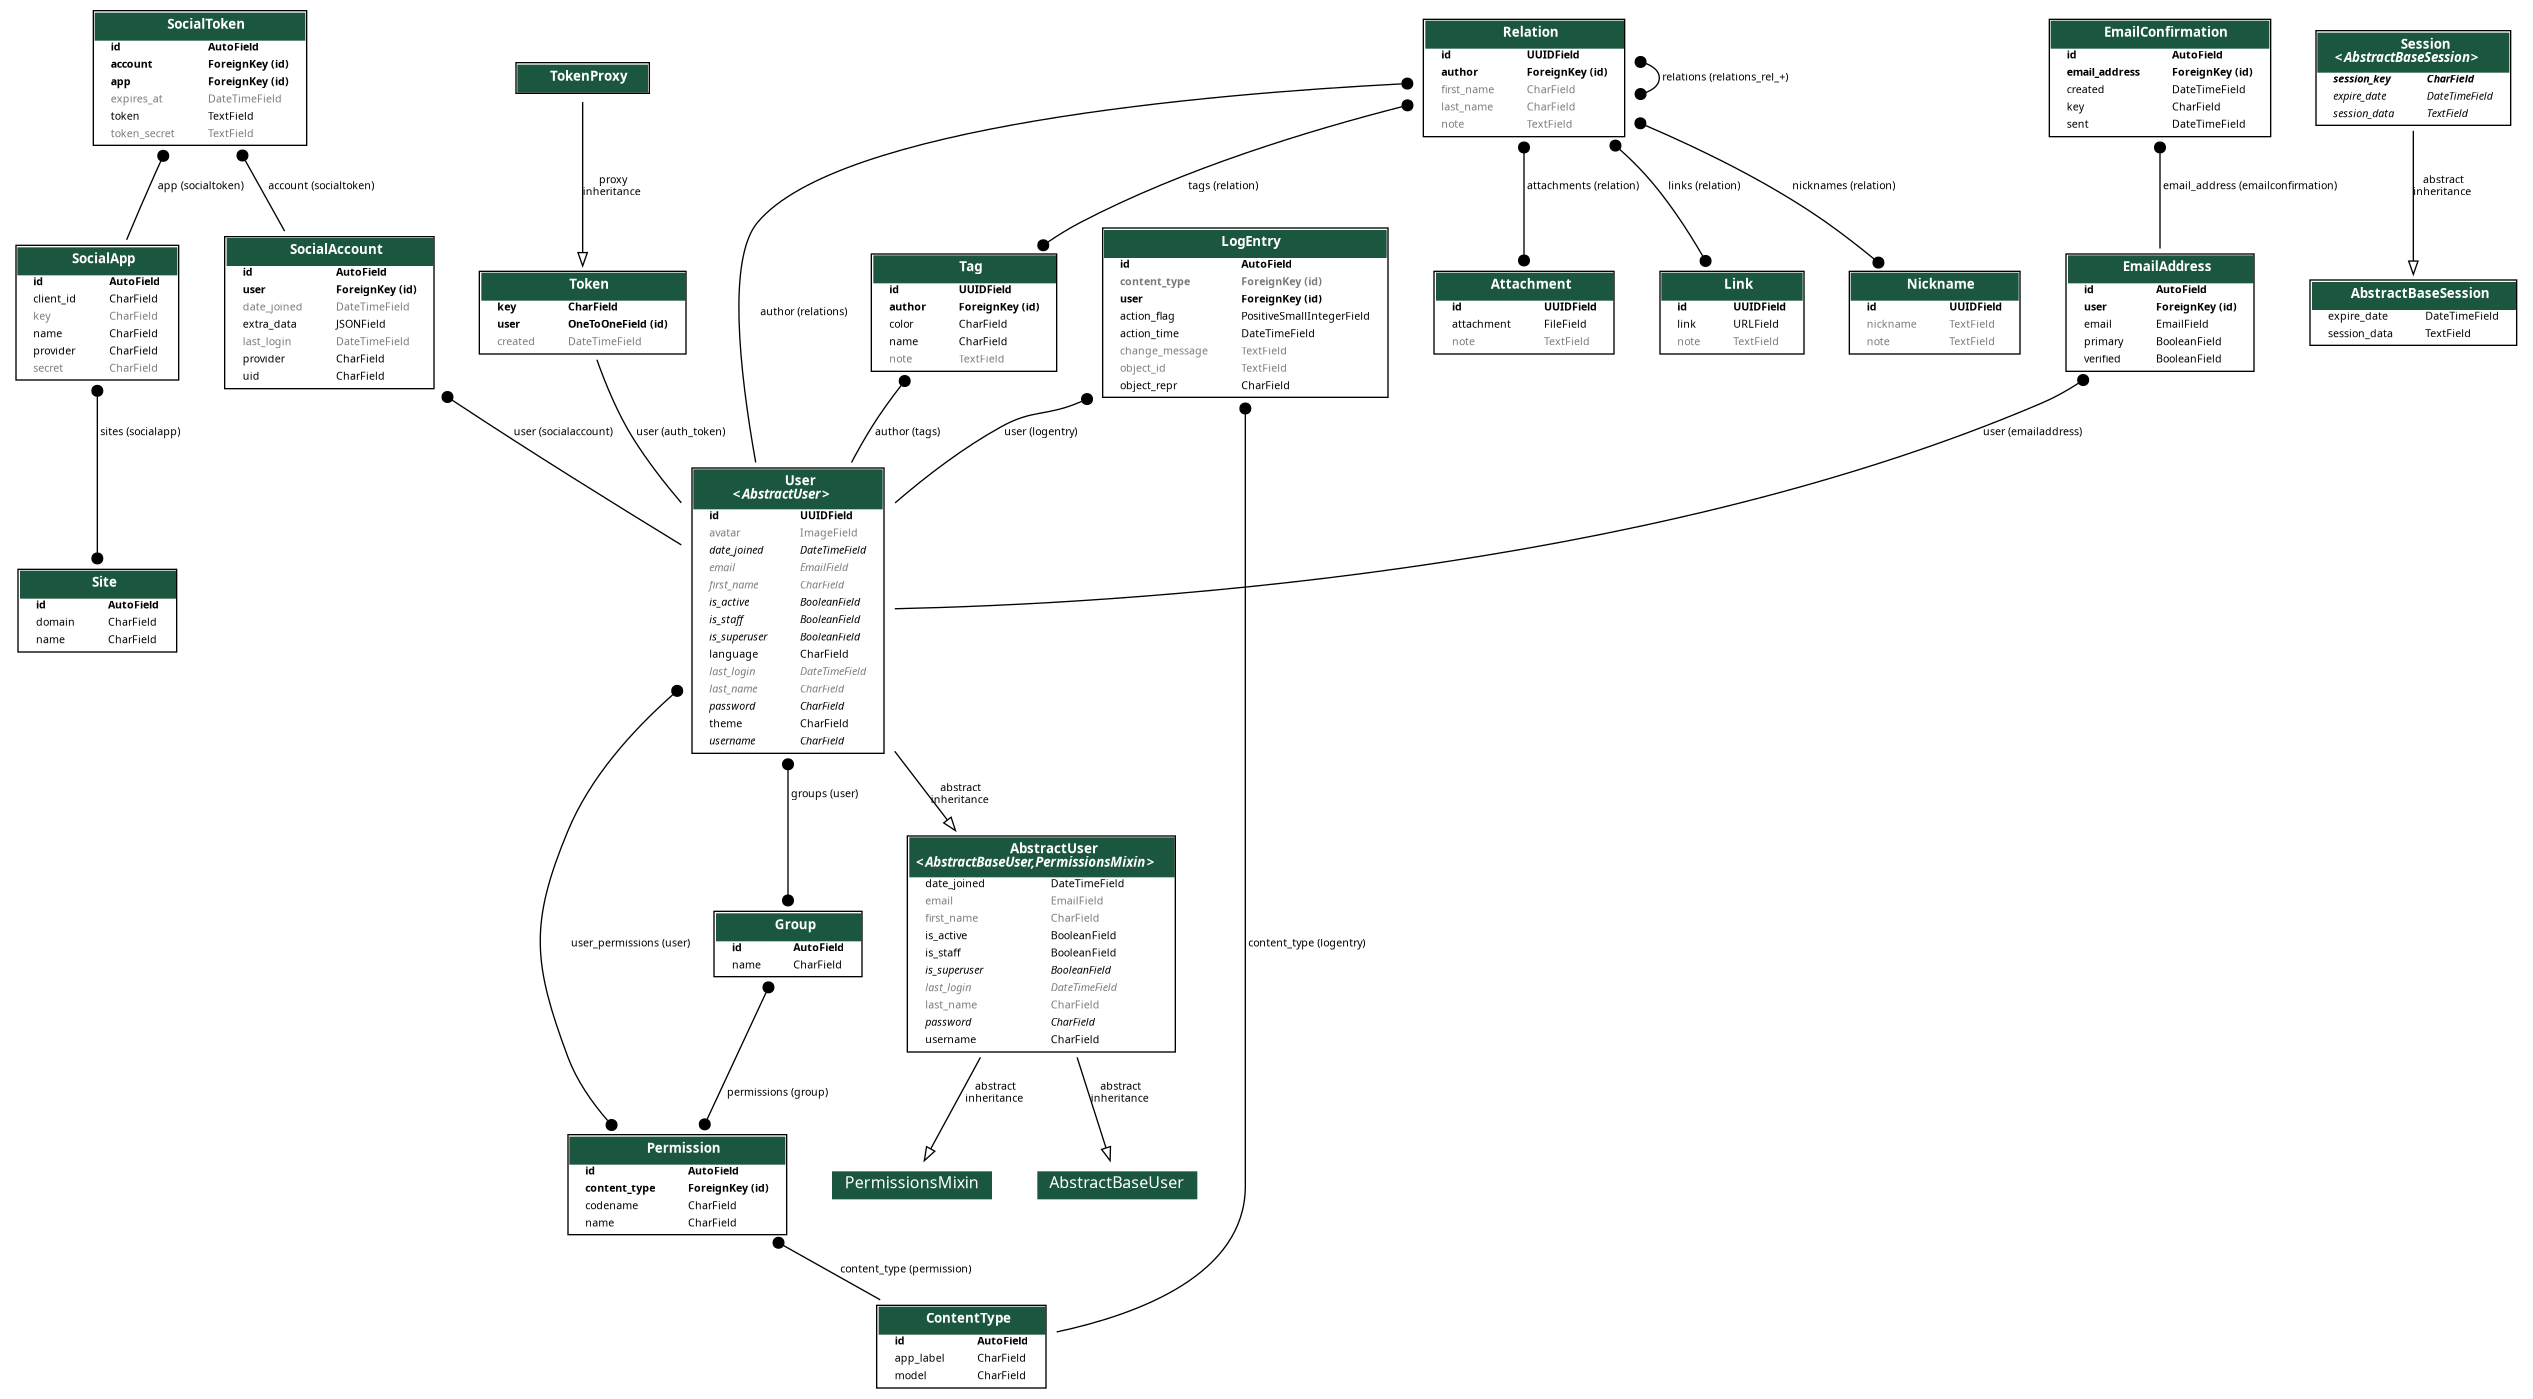 SocialToken
id AutoField
account ForeignKey (id)
app ForeignKey (id)
expires_at DateTimeField
token TextField
token_secret TextField
TokenProxy
Relation
id UUIDField
author ForeignKey (id)
first_name CharField
last_name CharField
note TextField
relations (relations_rel_+)
EmailConfirmation
id AutoField
email_address ForeignKey (id)
created DateTimeField
key CharField
sent DateTimeField
Session
<AbstractBaseSession>
session_key CharField
expire_date DateTimeField
session_data TextField
app (socialtoken)
account (socialtoken)
proxy
inheritance
tags (relation)
attachments (relation)
links (relation)
nicknames (relation)
email_address (emailconfirmation)
abstract
inheritance
SocialApp
id AutoField
client_id CharField
key CharField
name CharField
provider CharField
secret CharField
SocialAccount
id AutoField
user ForeignKey (id)
date_joined DateTimeField
extra_data JSONField
last_login DateTimeField
provider CharField
uid CharField
Token
key CharField
user OneToOneField (id)
created DateTimeField
author (relations)
Tag
id UUIDField
author ForeignKey (id)
color CharField
name CharField
note TextField
LogEntry
id AutoField
content_type ForeignKey (id)
user ForeignKey (id)
action_flag PositiveSmallIntegerField
action_time DateTimeField
change_message TextField
object_id TextField
object_repr CharField
Attachment
id UUIDField
attachment FileField
note TextField
Link
id UUIDField
link URLField
note TextField
Nickname
id UUIDField
nickname TextField
note TextField
EmailAddress
id AutoField
user ForeignKey (id)
email EmailField
primary BooleanField
verified BooleanField
AbstractBaseSession
expire_date DateTimeField
session_data TextField
sites (socialapp)
user (socialaccount)
user (auth_token)
author (tags)
user (logentry)
user (emailaddress)
Site
id AutoField
domain CharField
name CharField
User
<AbstractUser>
id UUIDField
avatar ImageField
date_joined DateTimeField
email EmailField
first_name CharField
is_active BooleanField
is_staff BooleanField
is_superuser BooleanField
language CharField
last_login DateTimeField
last_name CharField
password CharField
theme CharField
username CharField
groups (user)
abstract
inheritance
user_permissions (user)
Group
id AutoField
name CharField
AbstractUser
<AbstractBaseUser,PermissionsMixin>
date_joined DateTimeField
email EmailField
first_name CharField
is_active BooleanField
is_staff BooleanField
is_superuser BooleanField
last_login DateTimeField
last_name CharField
password CharField
username CharField
content_type (logentry)
permissions (group)
abstract
inheritance
abstract
inheritance
Permission
id AutoField
content_type ForeignKey (id)
codename CharField
name CharField
PermissionsMixin
AbstractBaseUser
content_type (permission)
ContentType
id AutoField
app_label CharField
model CharField